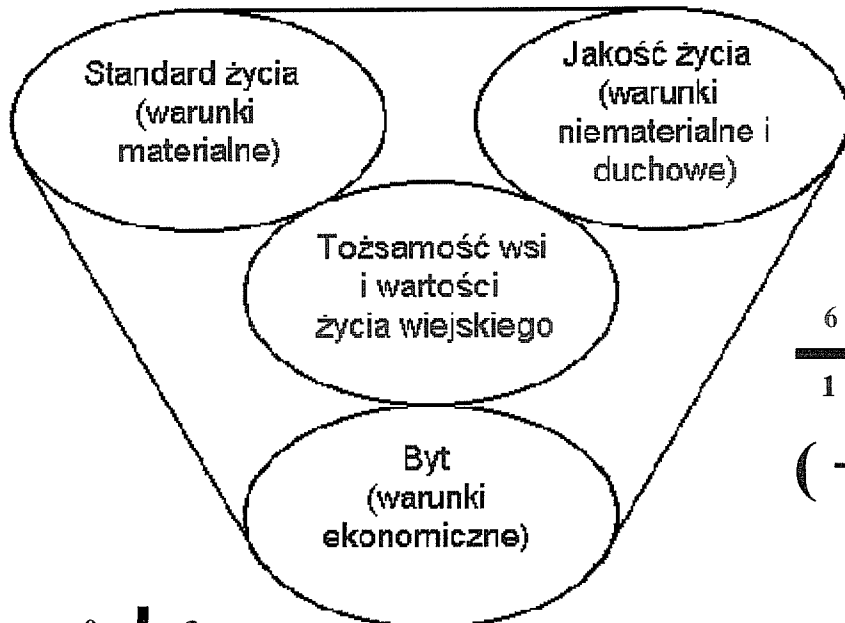 Standard życia
(warunki
materialne)
Jakość życia
(warunki
niematerialne i
duchowe)
Tożsamość wsi
i wartości
życia wiejskiego
Byt
(warunki
ekonomiczne)
6
1
(